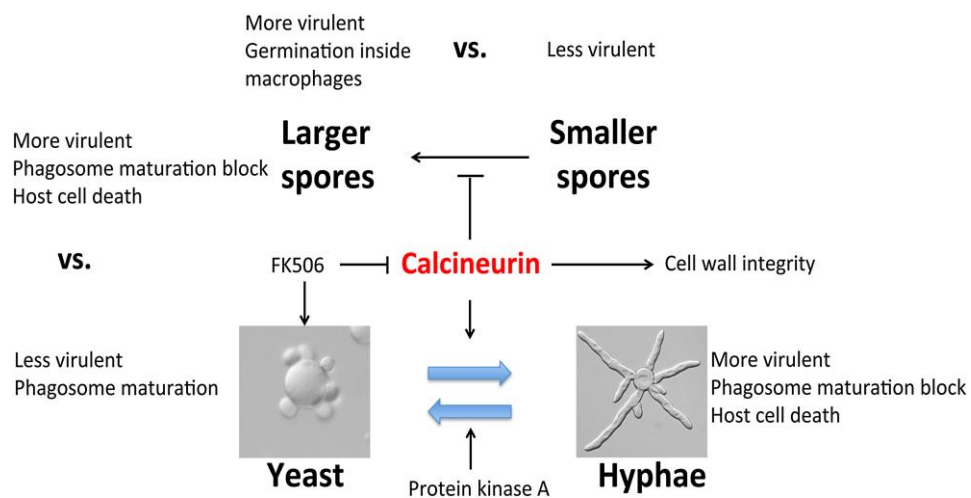 More virulent
Germination inside
macrophages
vs.
Less virulent
Larger
spores
Smaller
spores
More virulent
Phagosome maturation block
Host cell death
vs.
FK506
Calcineurin
Cell wall integrity
Less virulent
Phagosome maturation
More virulent
Phagosome maturation block
Host cell death
Yeast
Protein kinase A
Hyphae